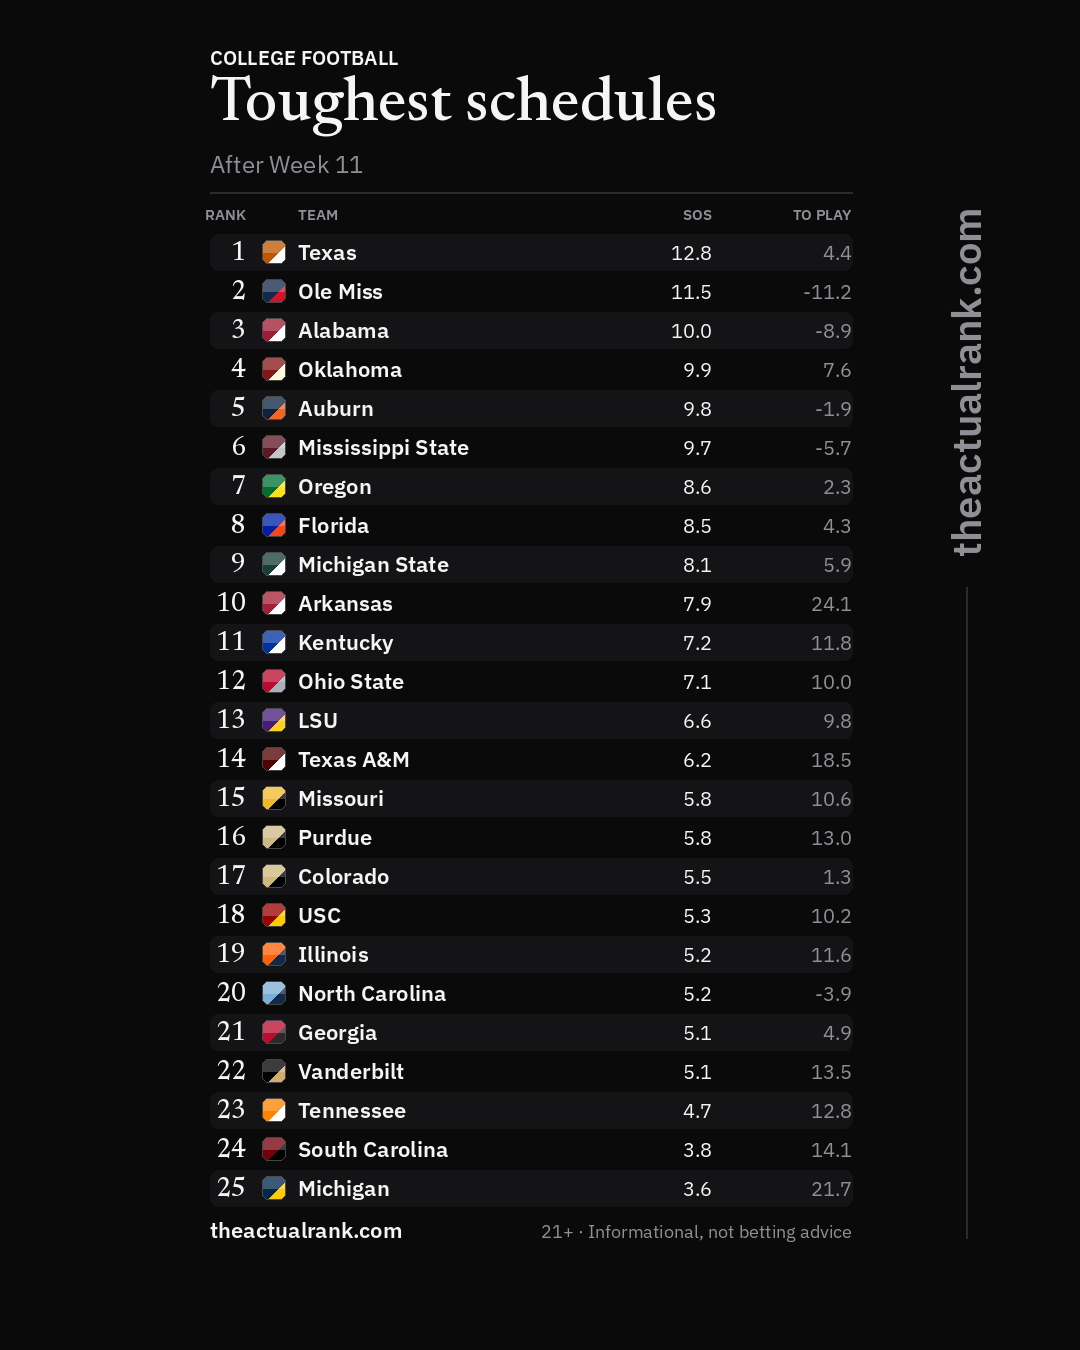 COLLEGE FOOTBALL
Toughest schedules
After Week 11
RANK TEAM SOS TO PLAY
1 Texas 12.8 4.4
2 Ole Miss 11.5 -11.2
3 Alabama 10.0 -8.9
4 Oklahoma 9.9 7.6
5 Auburn 9.8 -1.9
6 Mississippi State 9.7 -5.7
7 Oregon 8.6 2.3
8 Florida 8.5 4.3
9 Michigan State 8.1 5.9
10 Arkansas 7.9 24.1
11 Kentucky 7.2 11.8
12 Ohio State 7.1 10.0
13 LSU 6.6 9.8
14 Texas A&M 6.2 18.5
15 Missouri 5.8 10.6
16 Purdue 5.8 13.0
17 Colorado 5.5 1.3
18 USC 5.3 10.2
19 Illinois 5.2 11.6
20 North Carolina 5.2 -3.9
21 Georgia 5.1 4.9
22 Vanderbilt 5.1 13.5
23 Tennessee 4.7 12.8
24 South Carolina 3.8 14.1
25 Michigan 3.6 21.7
theactualrank.com 21+ · Informational, not betting advice
theactualrank.com